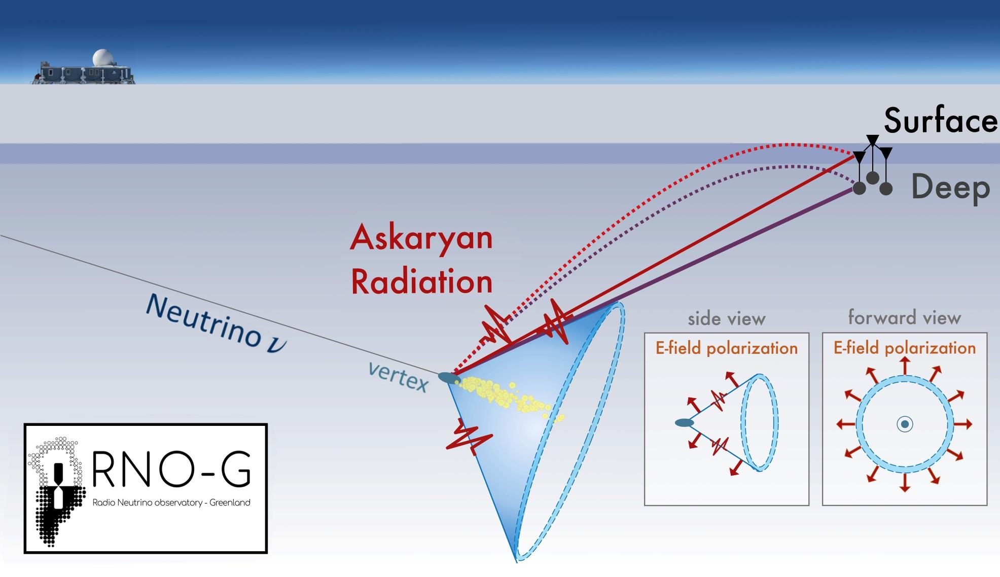 Surface
Deep
Askaryan
Radiation
Neutrino ν
vertex
side view
E-field polarization
forward view
E-field polarization
RNO-G
Radio Neutrino observatory - Greenland